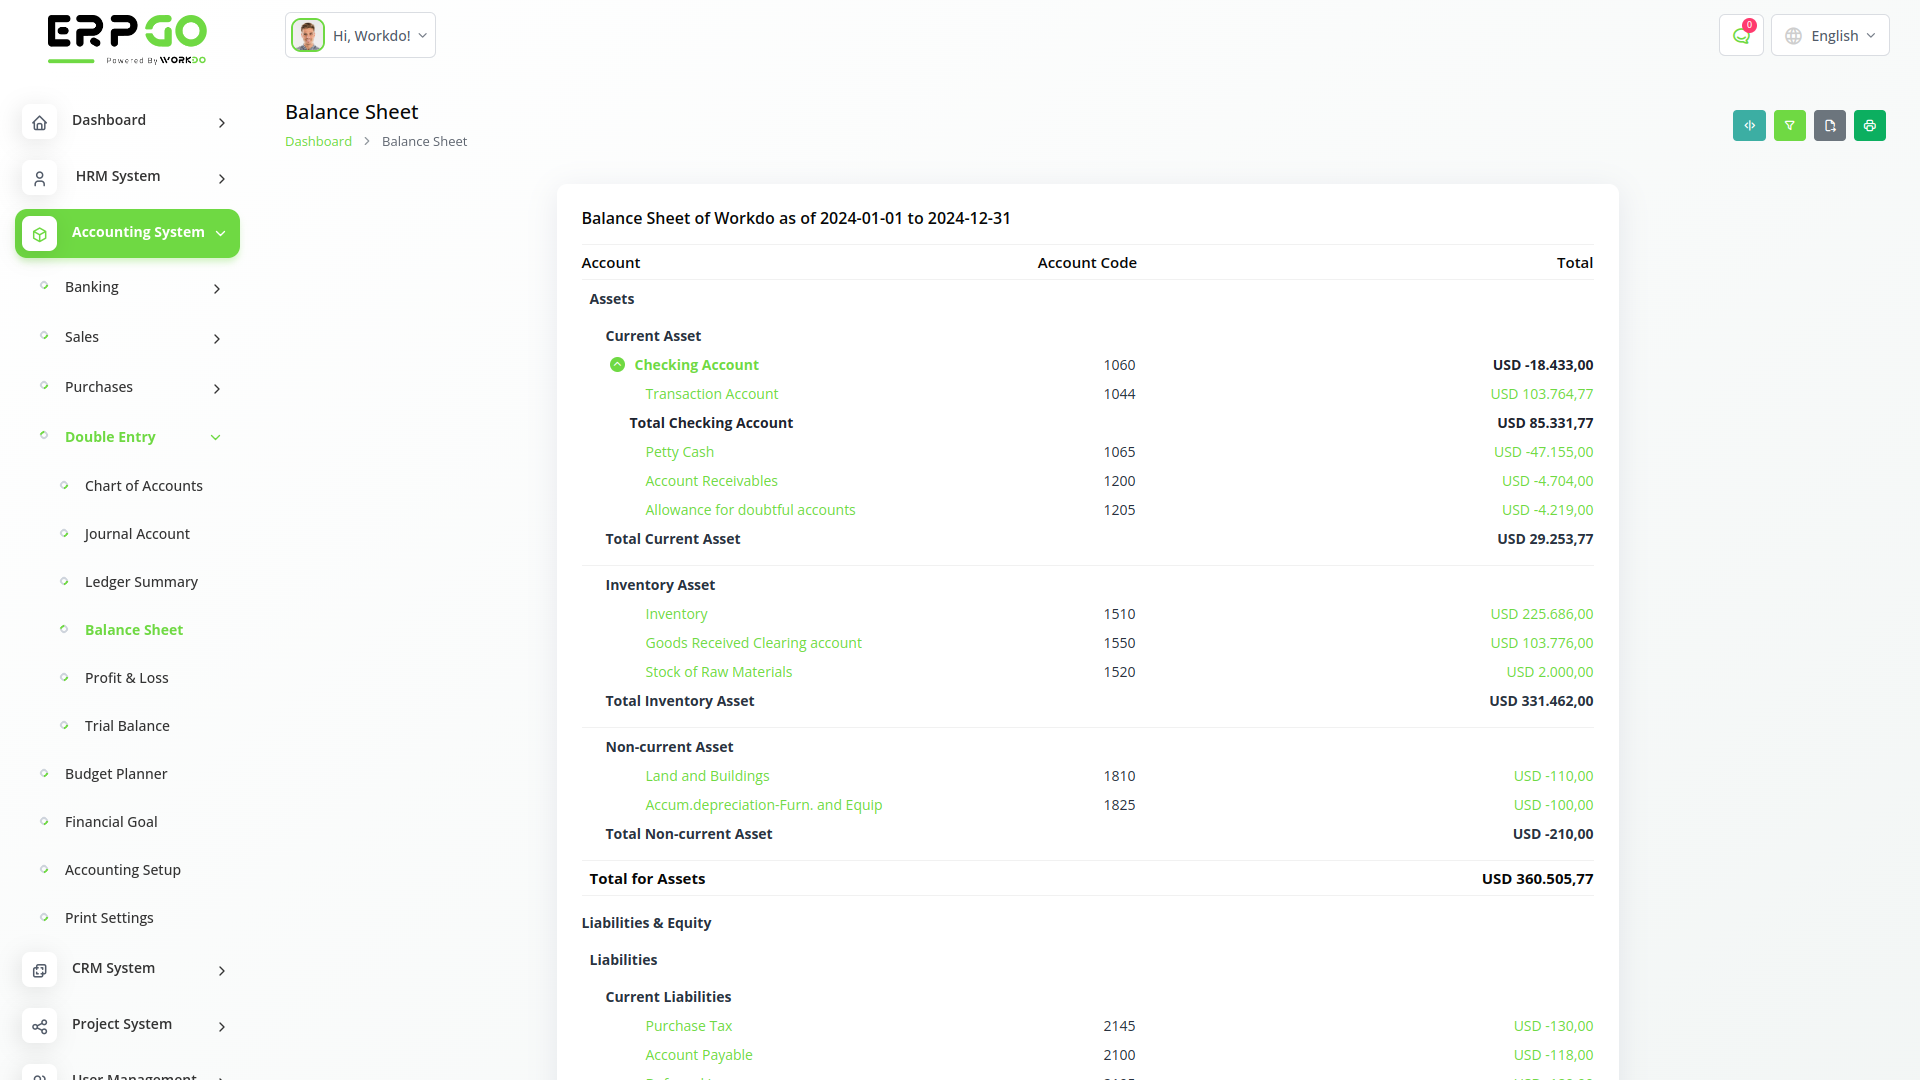 ERPGO
Powered By WORKDO
Hi, Workdo!
0
English
Dashboard
HRM System
Accounting System
Banking
Sales
Purchases
Double Entry
Chart of Accounts
Journal Account
Ledger Summary
Balance Sheet
Profit & Loss
Trial Balance
Budget Planner
Financial Goal
Accounting Setup
Print Settings
CRM System
Project System
User Management
Balance Sheet
Dashboard > Balance Sheet
Balance Sheet of Workdo as of 2024-01-01 to 2024-12-31
Account Account Code Total
Assets
Current Asset
Checking Account 1060 USD -18.433,00
Transaction Account 1044 USD 103.764,77
Total Checking Account USD 85.331,77
Petty Cash 1065 USD -47.155,00
Account Receivables 1200 USD -4.704,00
Allowance for doubtful accounts 1205 USD -4.219,00
Total Current Asset USD 29.253,77
Inventory Asset
Inventory 1510 USD 225.686,00
Goods Received Clearing account 1550 USD 103.776,00
Stock of Raw Materials 1520 USD 2.000,00
Total Inventory Asset USD 331.462,00
Non-current Asset
Land and Buildings 1810 USD -110,00
Accum.depreciation-Furn. and Equip 1825 USD -100,00
Total Non-current Asset USD -210,00
Total for Assets USD 360.505,77
Liabilities & Equity
Liabilities
Current Liabilities
Purchase Tax 2145 USD -130,00
Account Payable 2100 USD -118,00